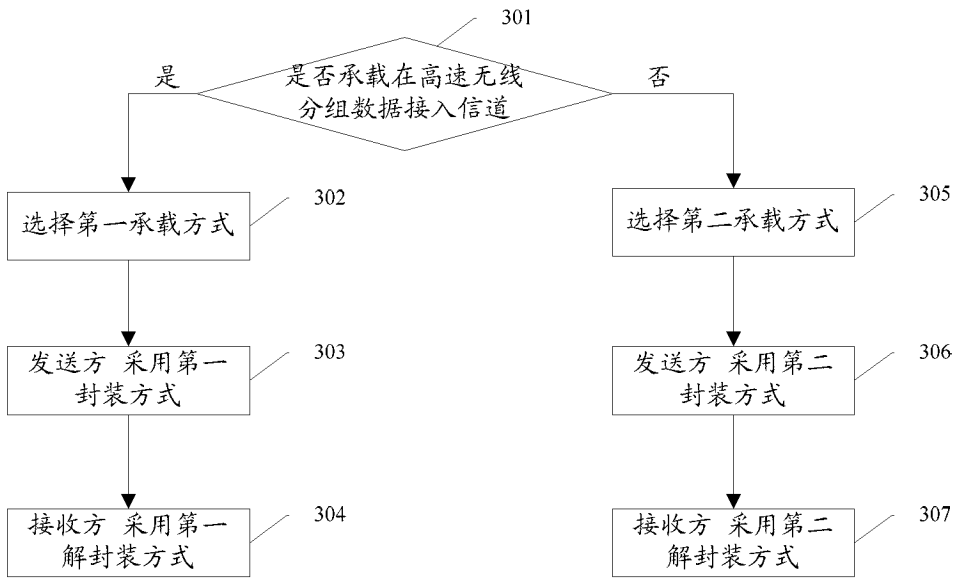 301
是
是否承载在高速无线
分组数据接入信道
否
302
选择第一承载方式
305
选择第二承载方式
303
发送方 采用第一
封装方式
306
发送方 采用第二
封装方式
304
接收方 采用第一
解封装方式
307
接收方 采用第二
解封装方式